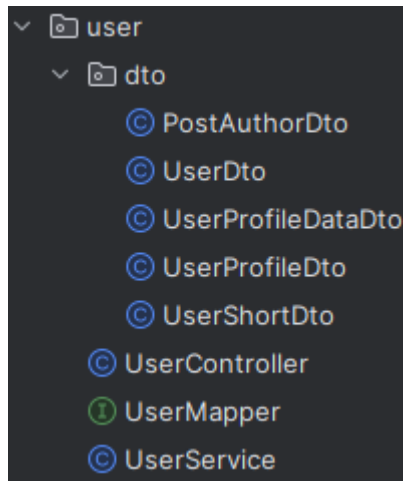 user
dto
C PostAuthorDto
C UserDto
C UserProfileDataDto
C UserProfileDto
C UserShortDto
C UserController
I UserMapper
C UserService